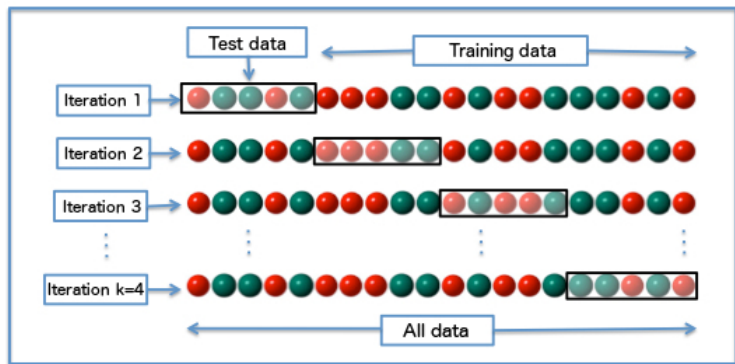 Test data
Training data
Iteration 1
Iteration 2
Iteration 3
Iteration k=4
All data